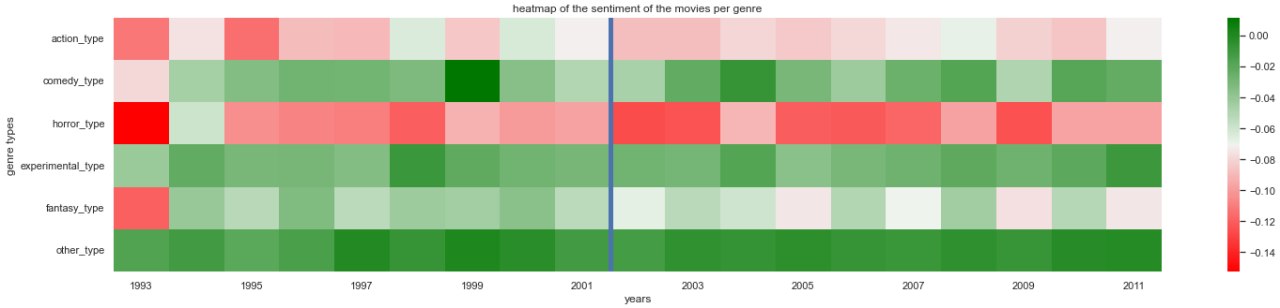 heatmap of the sentiment of the movies per genre
action_type
comedy_type
horror_type
experimental_type
fantasy_type
other_type
genre types
1993 1995 1997 1999 2001 2003 2005 2007 2009 2011
years
0.00
−0.02
−0.04
−0.06
−0.08
−0.10
−0.12
−0.14